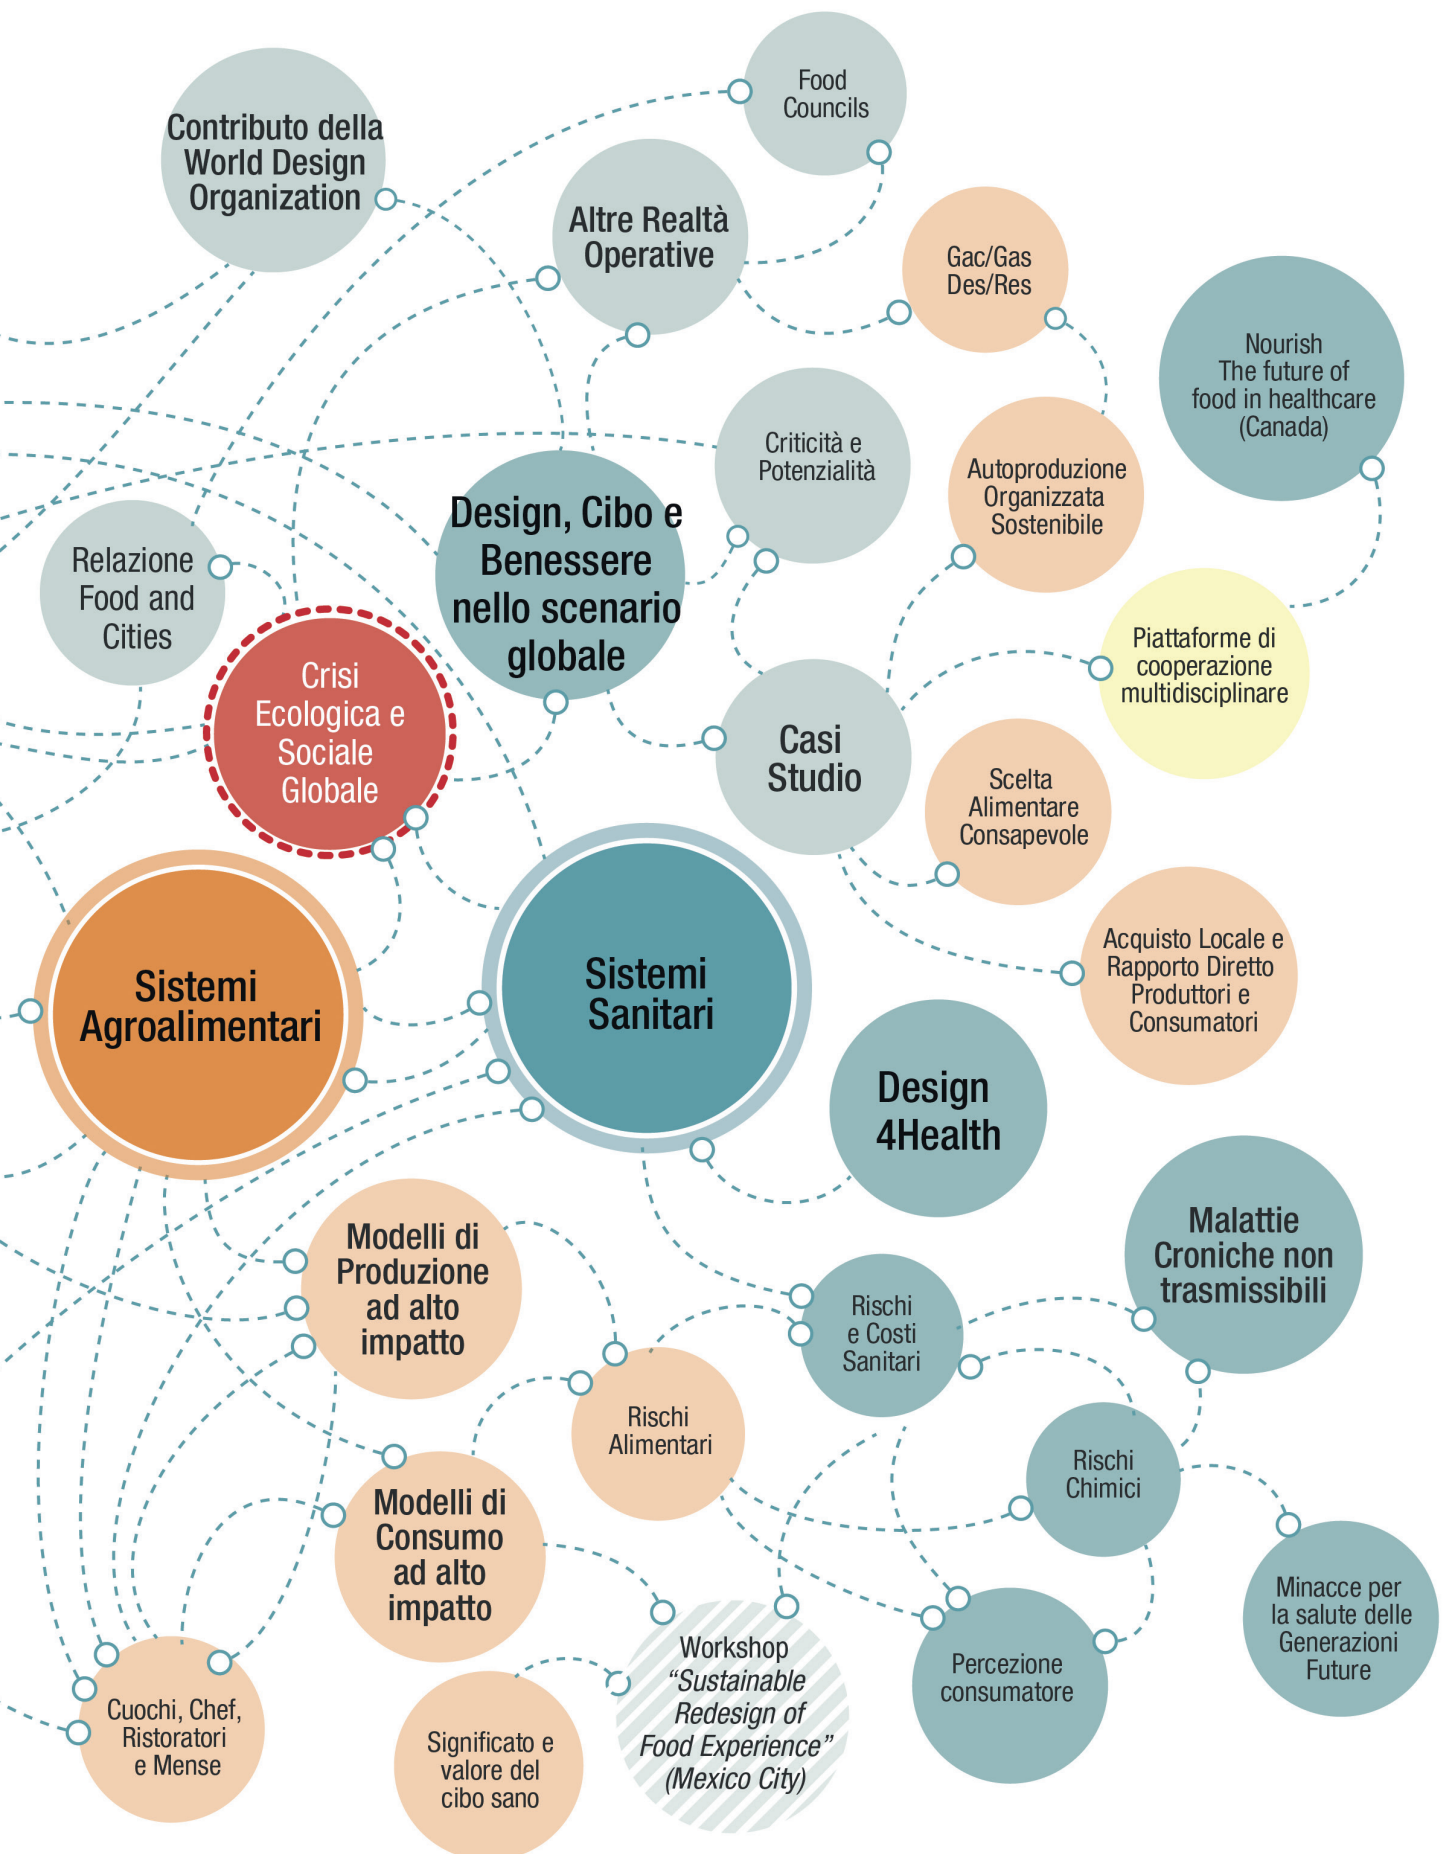 Food
Councils
Contributo della
World Design
Organization
Altre Realtà
Operative
Gac/Gas
Des/Res
Nourish
The future of
food in healthcare
(Canada)
Criticità e
Potenzialità
Autoproduzione
Organizzata
Sostenibile
Design, Cibo e
Benessere
nello scenario
globale
Relazione
Food and
Cities
Piattaforme di
cooperazione
multidisciplinare
Crisi
Ecologica e
Sociale
Globale
Casi
Studio
Scelta
Alimentare
Consapevole
Acquisto Locale e
Rapporto Diretto
Produttori e
Consumatori
Sistemi
Agroalimentari
Sistemi
Sanitari
Design
4Health
Malattie
Croniche non
trasmissibili
Modelli di
Produzione
ad alto
impatto
Rischi
e Costi
Sanitari
Rischi
Alimentari
Rischi
Chimici
Modelli di
Consumo
ad alto
impatto
Minacce per
la salute delle
Generazioni
Future
Workshop
“Sustainable
Redesign of
Food Experience”
(Mexico City)
Percezione
consumatore
Cuochi, Chef,
Ristoratori
e Mense
Significato e
valore del
cibo sano